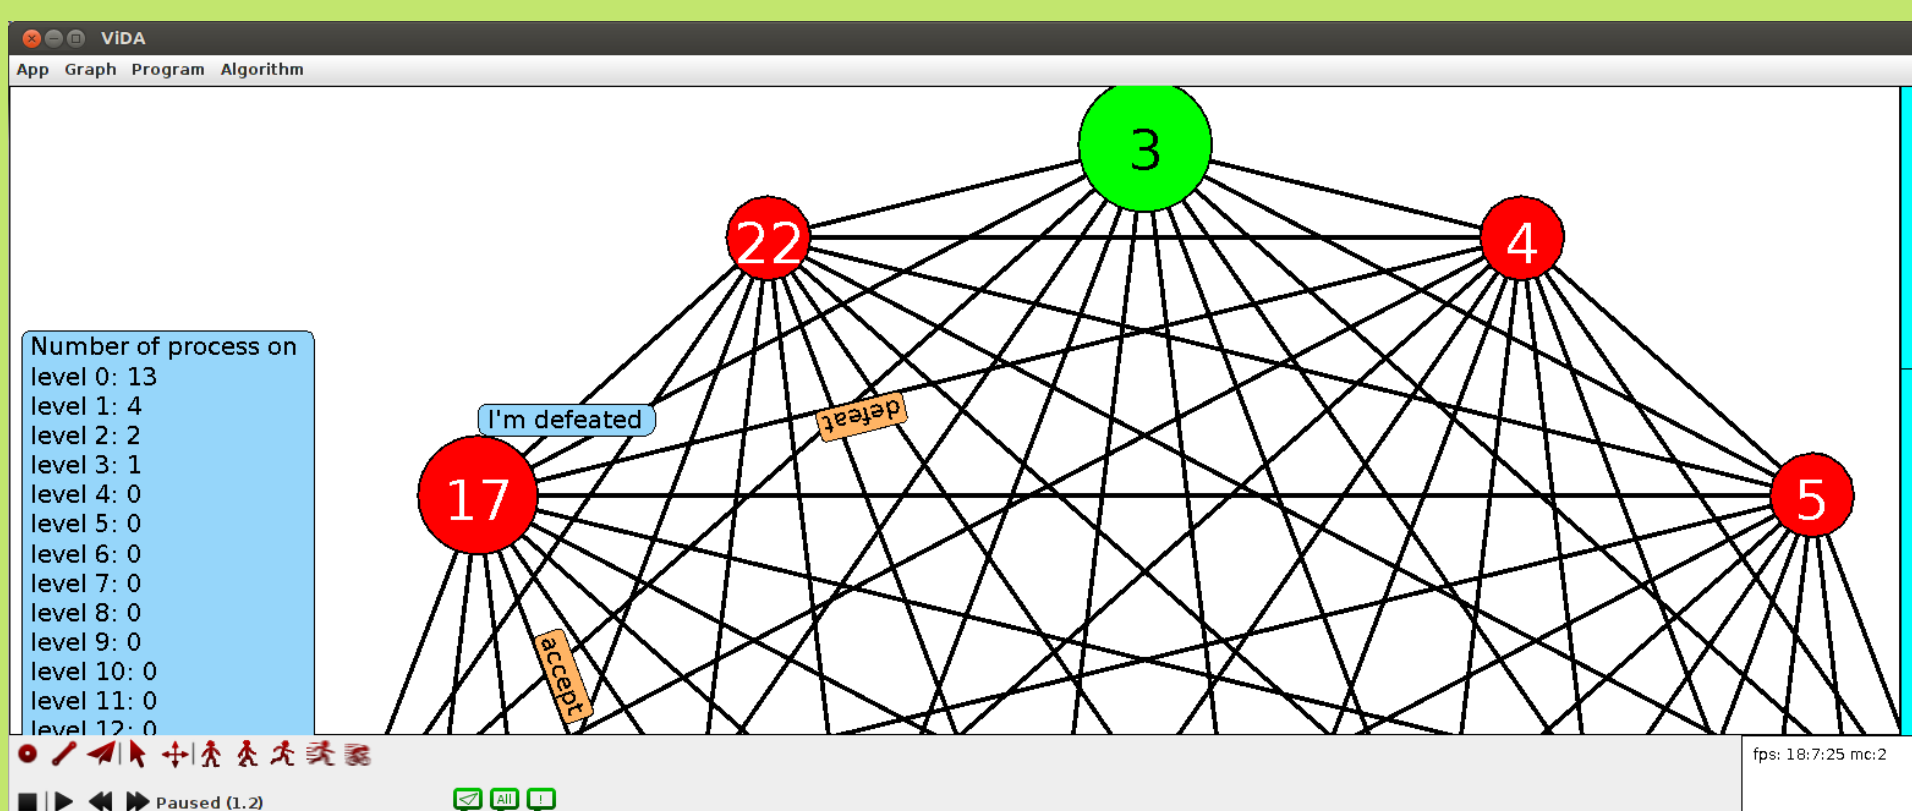 ViDA
App Graph Program Algorithm
3
22
4
Number of process on
level 0: 13
level 1: 4
level 2: 2
level 3: 1
level 4: 0
level 5: 0
level 6: 0
level 7: 0
level 8: 0
level 9: 0
level 10: 0
level 11: 0
level 12: 0
I'm defeated
defeat
17
5
accept
fps: 18:7:25 mc:2
Paused (1.2)
All
!